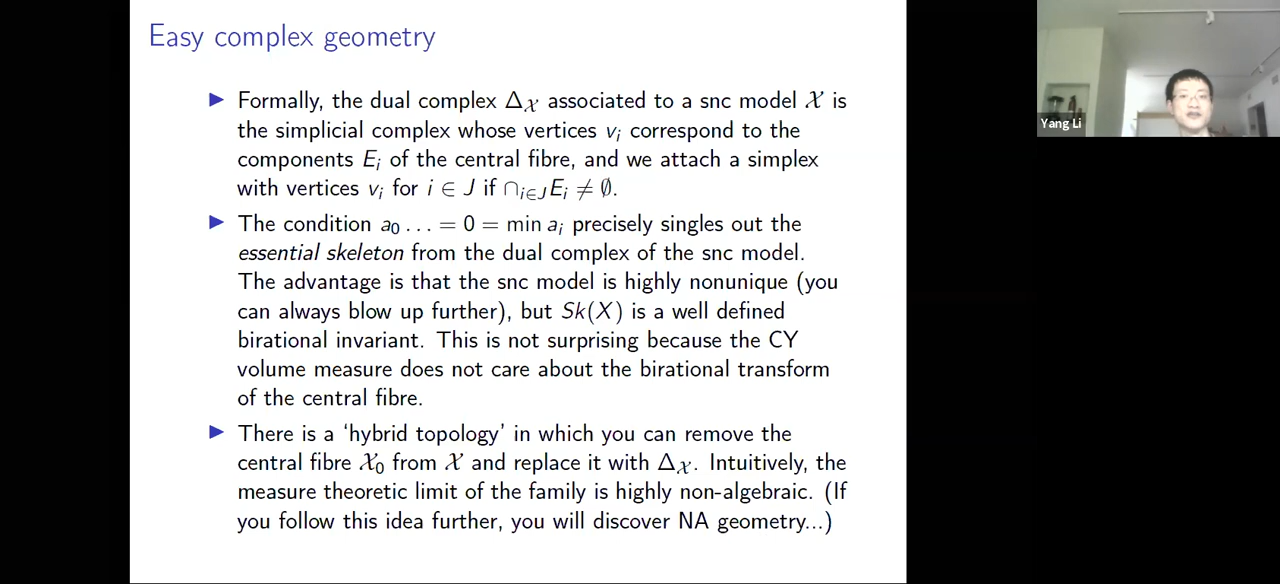 Easy complex geometry
▶ Formally, the dual complex Δ_𝒳 associated to a snc model 𝒳 is
the simplicial complex whose vertices v_i correspond to the
components E_i of the central fibre, and we attach a simplex
with vertices v_i for i ∈ J if ∩_{i∈J}E_i ≠ ∅.
▶ The condition a_0 … = 0 = min a_i precisely singles out the
essential skeleton from the dual complex of the snc model.
The advantage is that the snc model is highly nonunique (you
can always blow up further), but Sk(X) is a well defined
birational invariant. This is not surprising because the CY
volume measure does not care about the birational transform
of the central fibre.
▶ There is a ‘hybrid topology’ in which you can remove the
central fibre 𝒳_0 from 𝒳 and replace it with Δ_𝒳. Intuitively, the
measure theoretic limit of the family is highly non-algebraic. (If
you follow this idea further, you will discover NA geometry...)
Yang Li